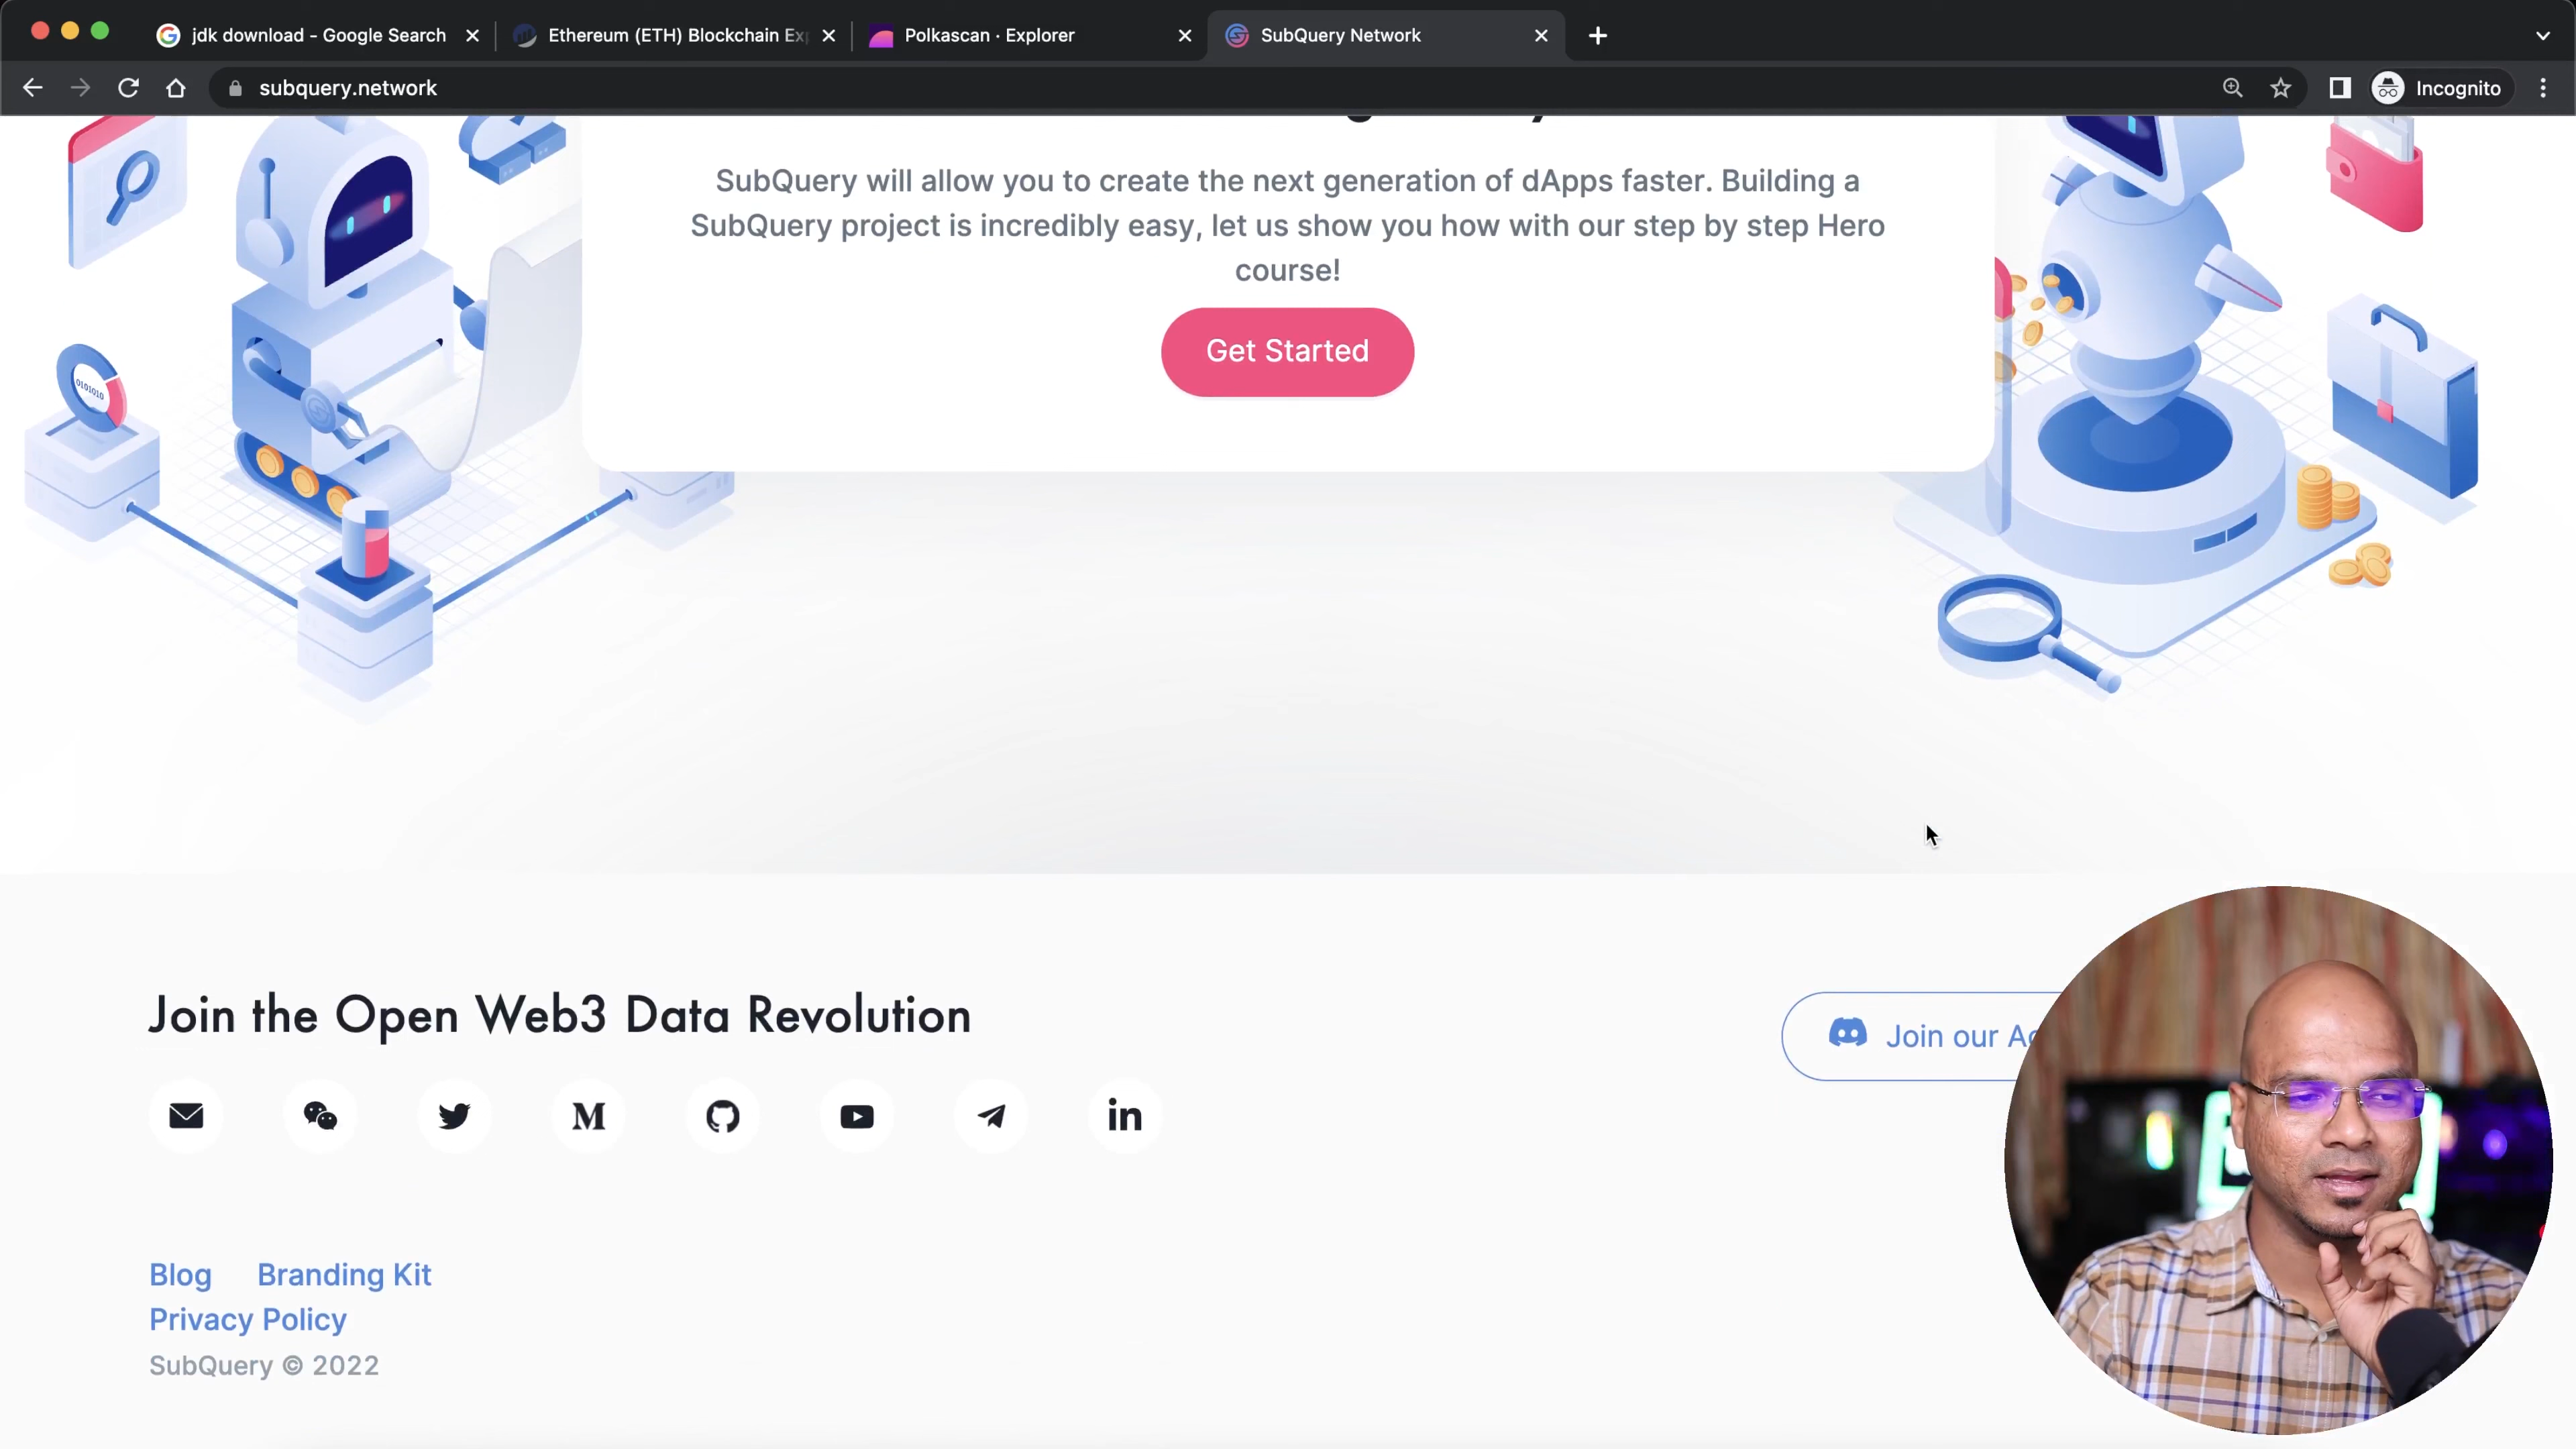 jdk download - Google Search
Ethereum (ETH) Blockchain Ex
Polkascan · Explorer
SubQuery Network
subquery.network
Incognito
SubQuery will allow you to create the next generation of dApps faster. Building a
SubQuery project is incredibly easy, let us show you how with our step by step Hero
course!
Get Started
0101010
Join the Open Web3 Data Revolution
Join our
M
in
Blog Branding Kit
Privacy Policy
SubQuery © 2022